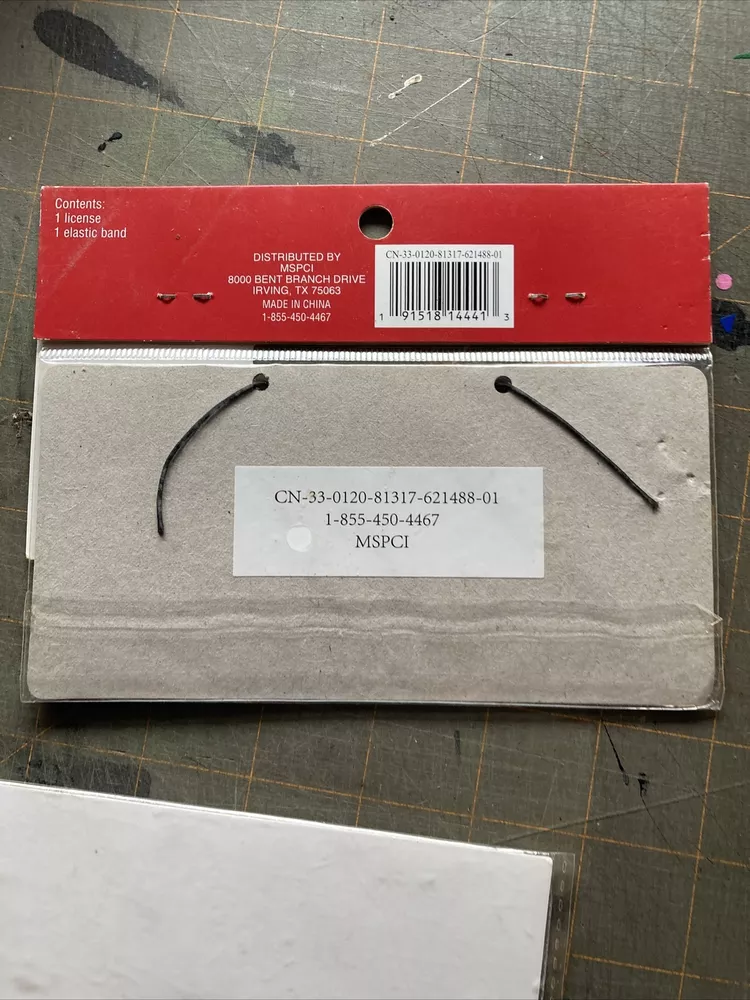 Contents:
1 license
1 elastic band
DISTRIBUTED BY
MSPCI
8000 BENT BRANCH DRIVE
IRVING, TX 75063
MADE IN CHINA
1-855-450-4467
CN-33-0120-81317-621488-01
1 91518 14441 3
CN-33-0120-81317-621488-01
1-855-450-4467
MSPCI